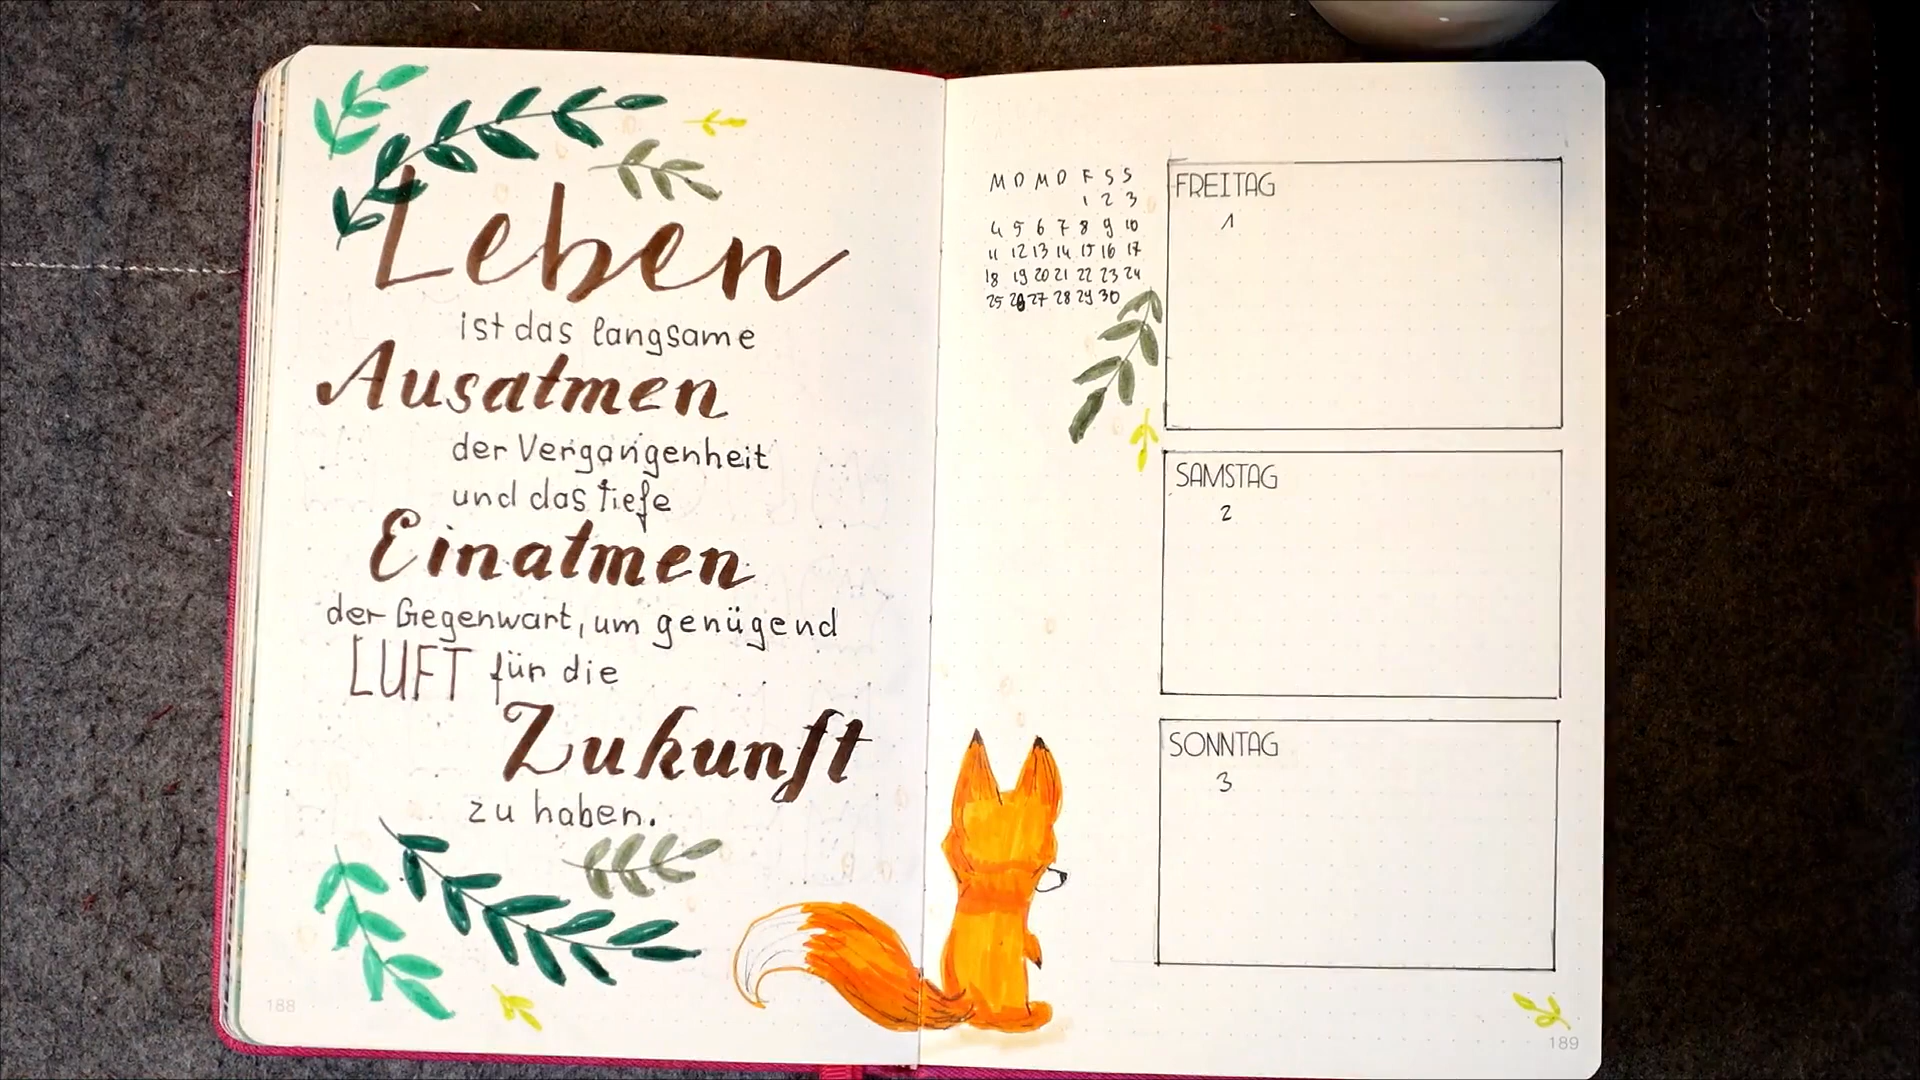 Leben
ist das langsame
Ausatmen
der Vergangenheit
und das tiefe
Einatmen
der Gegenwart, um genügend
LUFT für die
Zukunft
zu haben.
188
M D M D F S S
1 2 3
4 5 6 7 8 9 10
11 12 13 14 15 16 17
18 19 20 21 22 23 24
25 26 27 28 29 30
FREITAG
1
SAMSTAG
2
SONNTAG
3
189